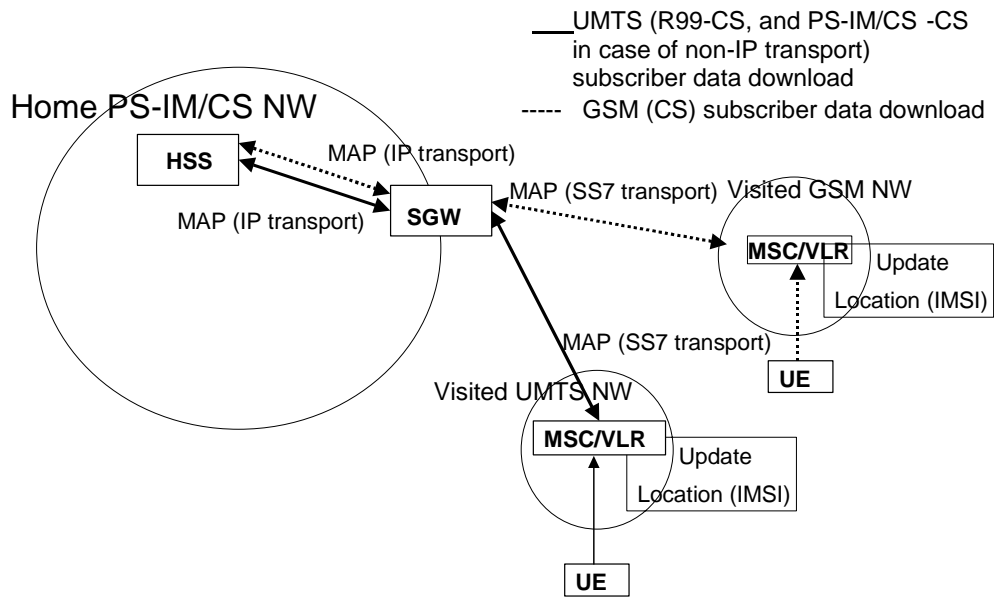 UMTS (R99-CS, and PS-IM/CS -CS
in case of non-IP transport)
subscriber data download
GSM (CS) subscriber data download
Home PS-IM/CS NW
HSS
MAP (IP transport)
MAP (IP transport)
SGW
MAP (SS7 transport)
Visited GSM NW
MSC/VLR
Update
Location (IMSI)
UE
MAP (SS7 transport)
Visited UMTS NW
MSC/VLR
Update
Location (IMSI)
UE